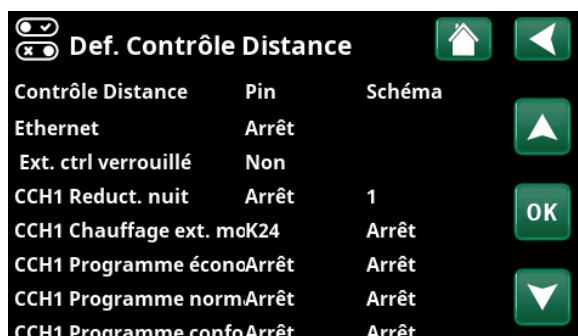 Def. Contrôle Distance
Contrôle Distance Pin Schéma
Ethernet Arrêt
Ext. ctrl verrouillé Non
CCH1 Reduct. nuit Arrêt 1
OK
CCH1 Chauffage ext. moK24 Arrêt
CCH1 Programme éconoArrêt Arrêt
CCH1 Programme normArrêt Arrêt
CCH1 Programme confoArrêt Arrêt